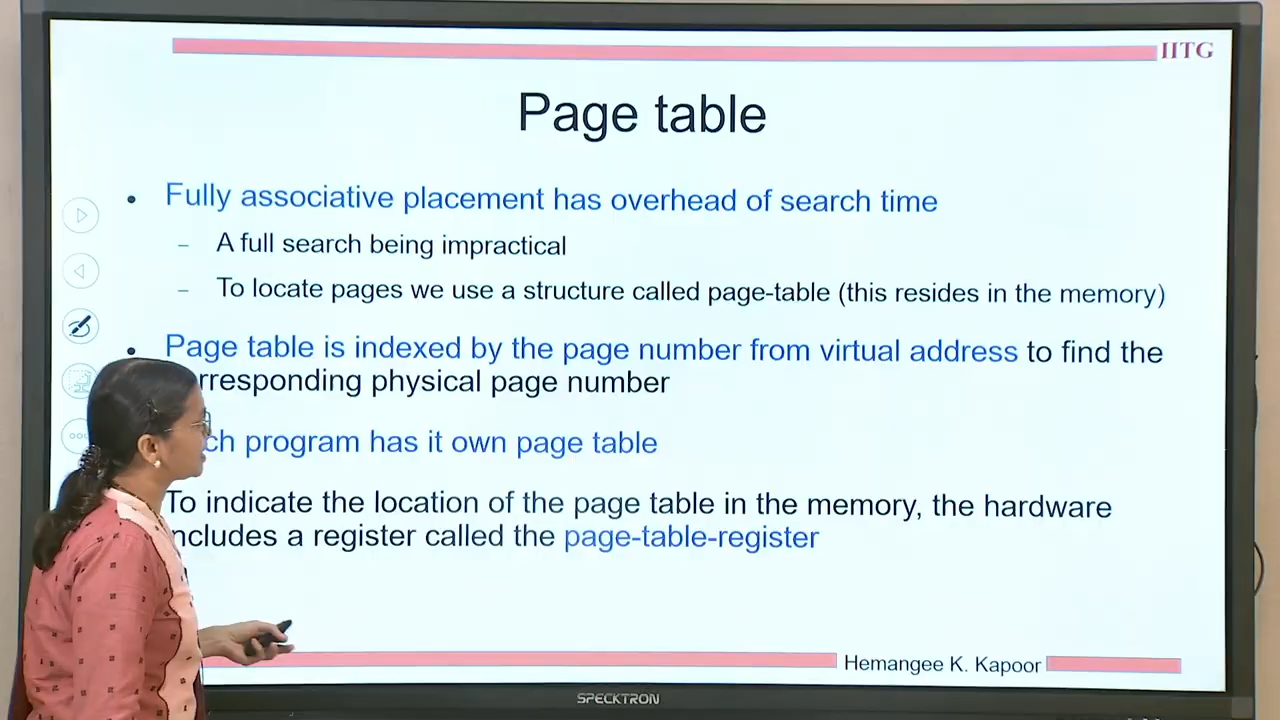 IITG
Page table
• Fully associative placement has overhead of search time
– A full search being impractical
– To locate pages we use a structure called page-table (this resides in the memory)
• Page table is indexed by the page number from virtual address to find the
rresponding physical page number
ch program has it own page table
To indicate the location of the page table in the memory, the hardware
ncludes a register called the page-table-register
Hemangee K. Kapoor
SPECKTRON